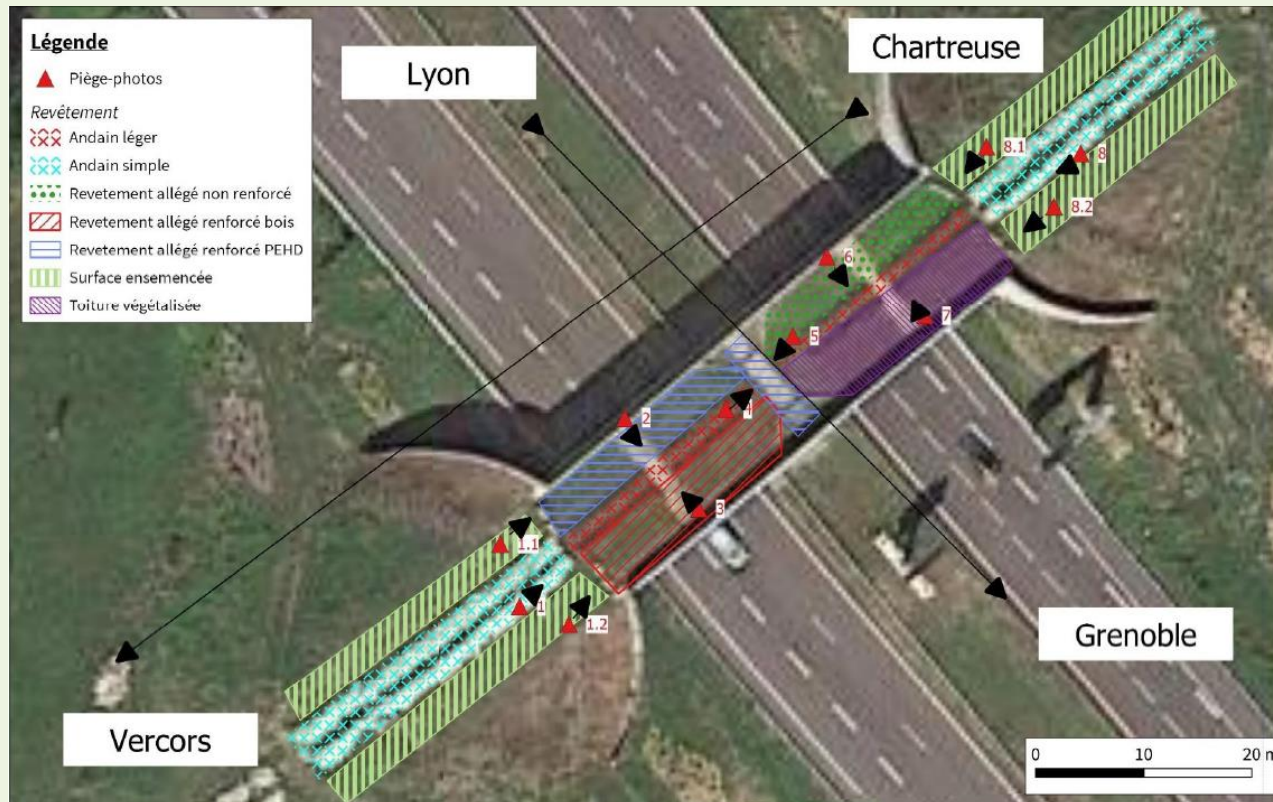 Légende
Piège-photos
Revêtement
Andain léger
Andain simple
Revetement allégé non renforcé
Revetement allégé renforcé bois
Revetement allégé renforcé PEHD
Surface ensemencée
Toiture végétalisée
Lyon
Chartreuse
8.1
8
8.2
6
7
5
2
4
3
1.1
1
1.2
Grenoble
Vercors
0 10 20 m